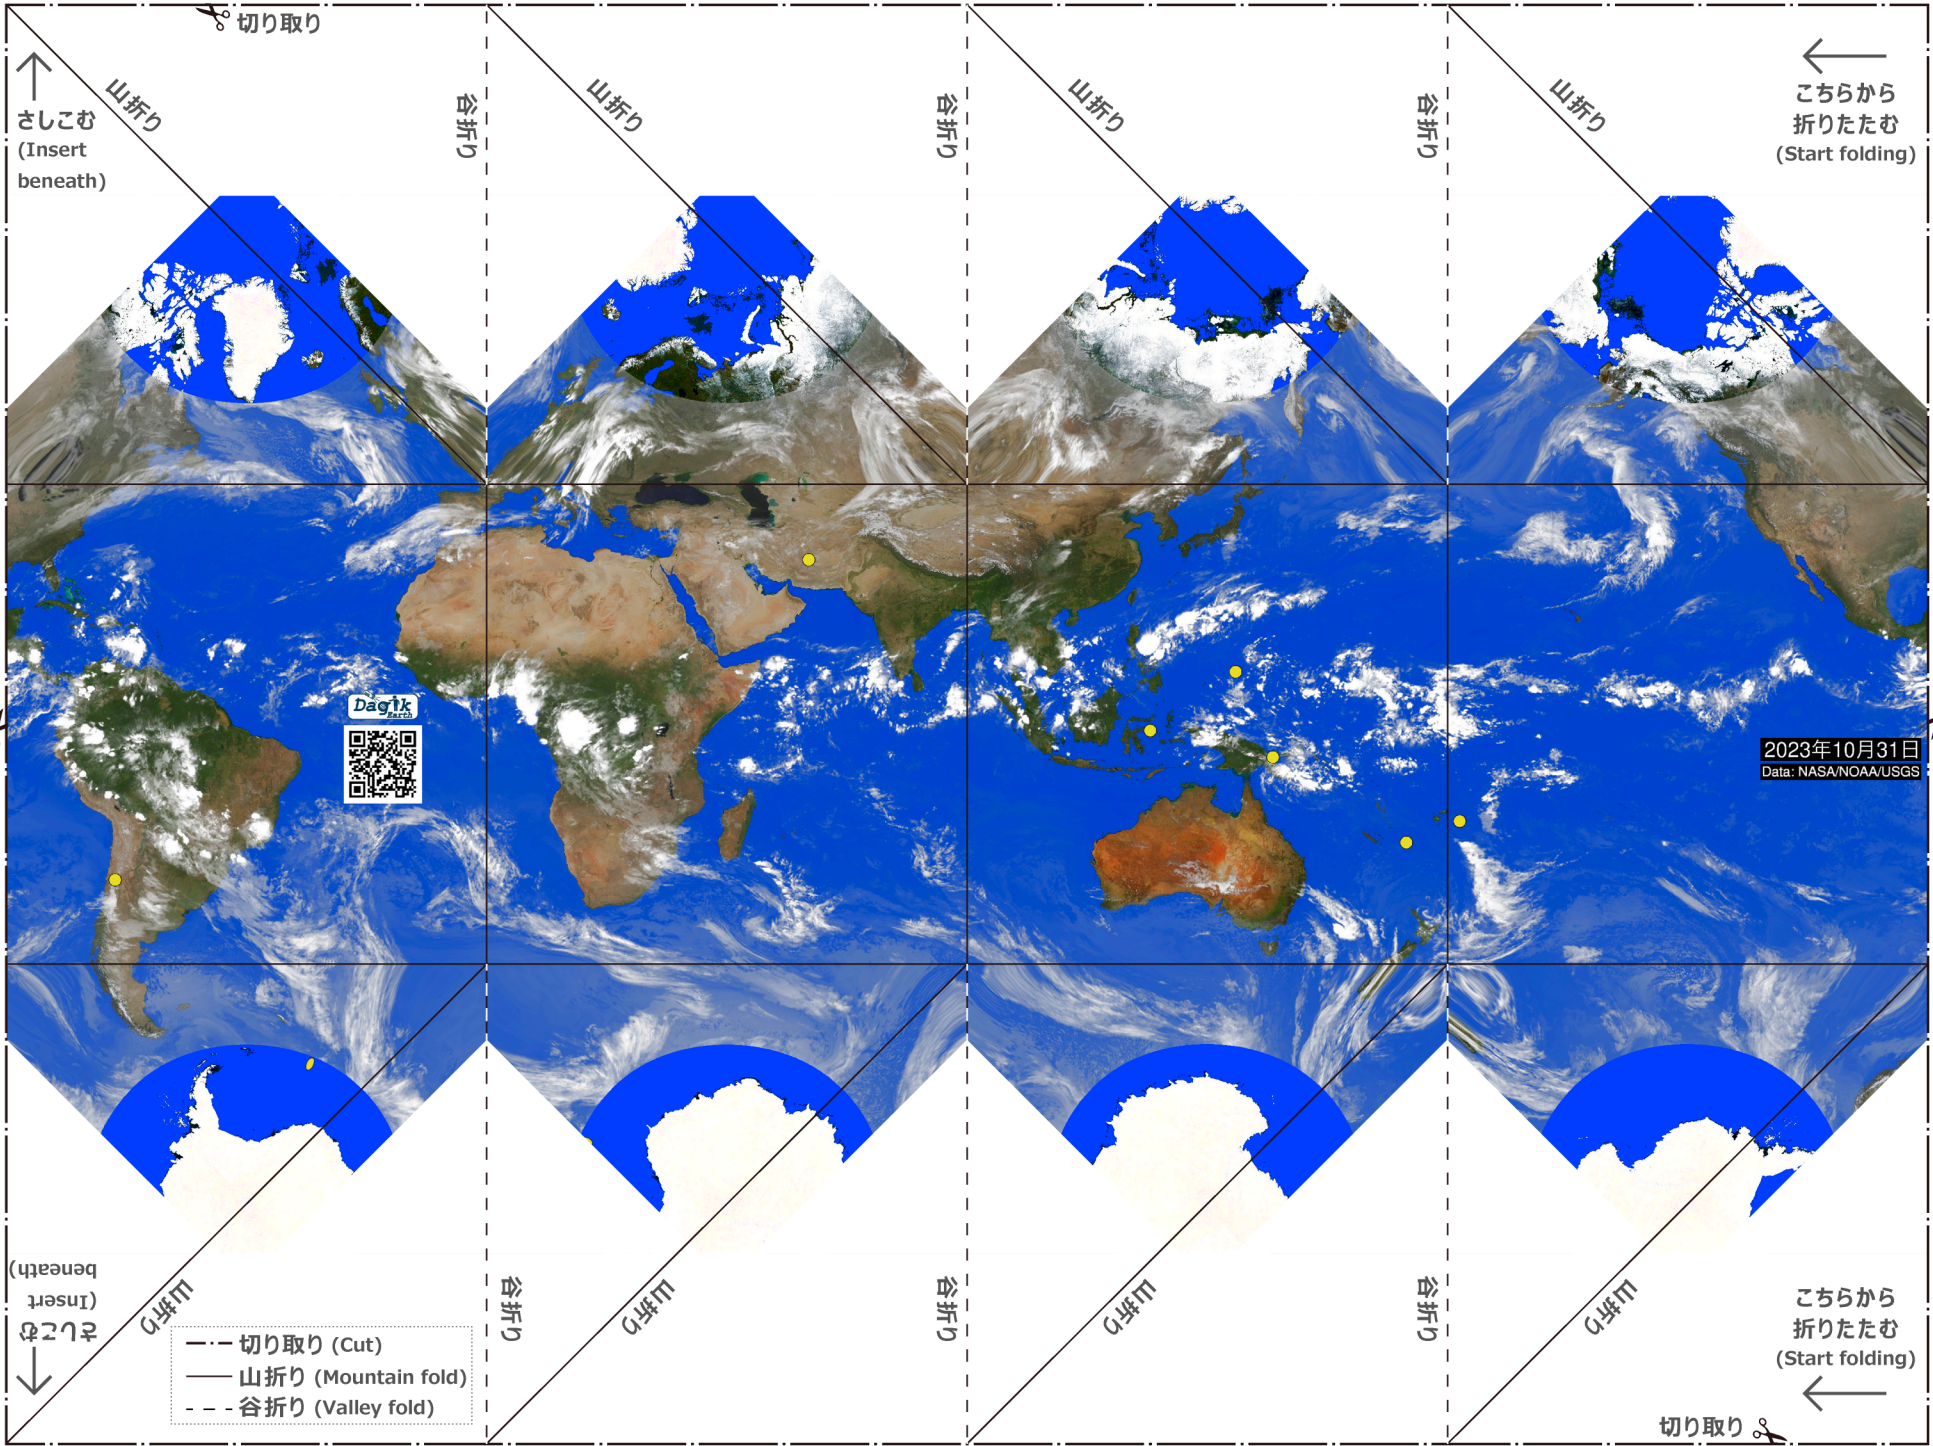 切り取り
山折り
谷折り
山折り
谷折り
山折り
谷折り
山折り
さしこむ
(Insert
beneath)
こちらから
折りたたむ
(Start folding)
Dagik
Earth
2023年10月31日
Data: NASA/NOAA/USGS
さしこむ
(Insert
beneath)
山折り
谷折り
山折り
谷折り
山折り
谷折り
山折り
こちらから
折りたたむ
(Start folding)
切り取り (Cut)
山折り (Mountain fold)
谷折り (Valley fold)
切り取り